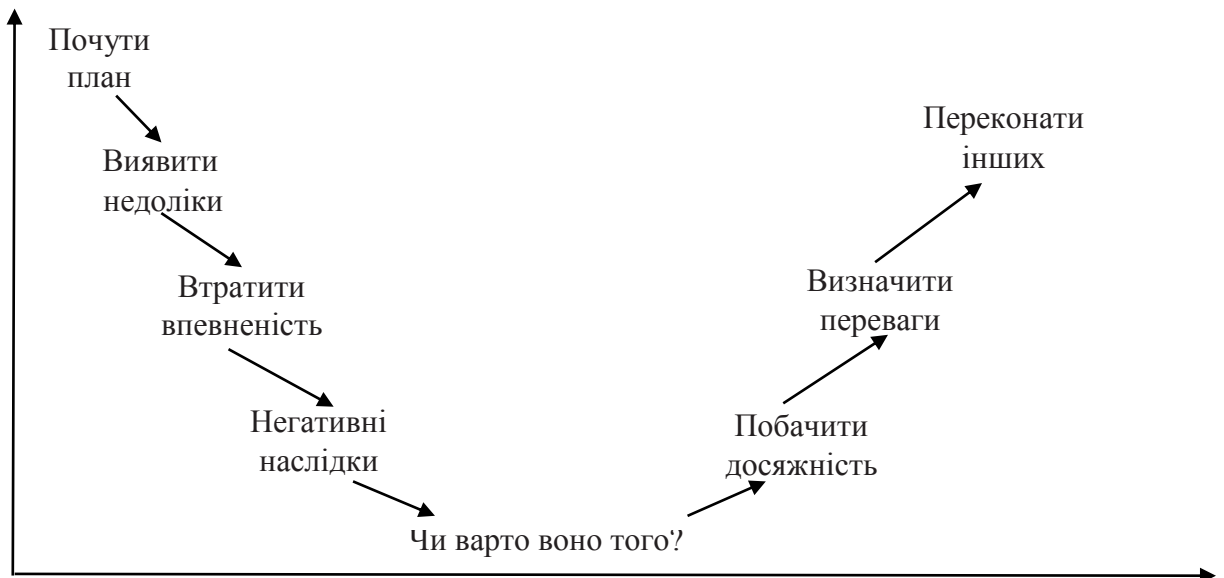 Почути
план
Виявити
недоліки
Втратити
впевненість
Негативні
наслідки
Чи варто воно того?
Побачити
досяжність
Визначити
переваги
Переконати
інших